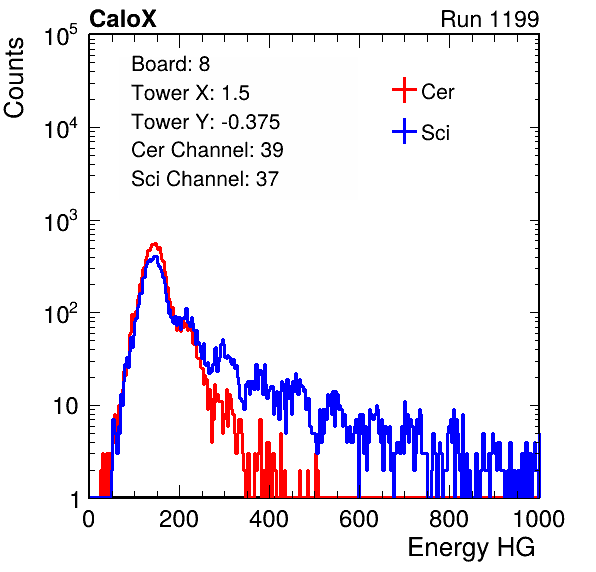 CaloX Run 1199
Counts
Board: 8
Tower X: 1.5
Tower Y: -0.375
Cer Channel: 39
Sci Channel: 37
Cer
Sci
10^5
10^4
10^3
10^2
10
1
0 200 400 600 800 1000
Energy HG